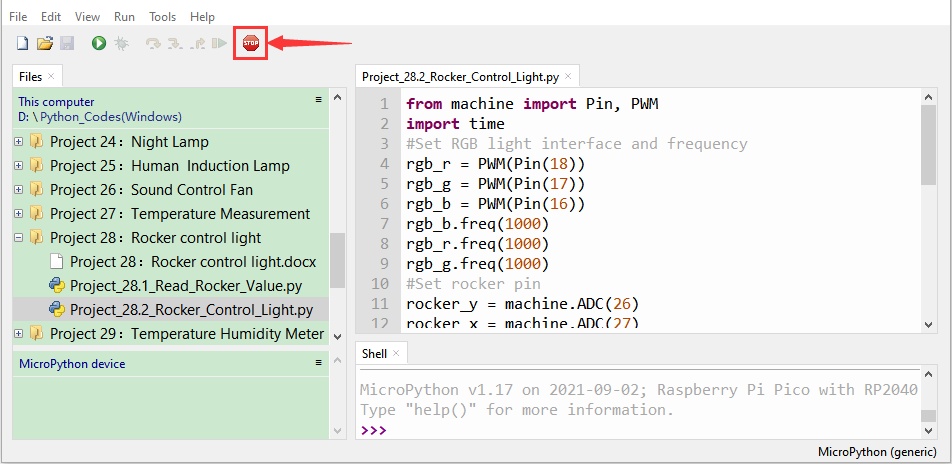 File Edit View Run Tools Help
STOP
Files
This computer
D: \ Python_Codes(Windows)
Project 24：Night Lamp
Project 25：Human Induction Lamp
Project 26：Sound Control Fan
Project 27：Temperature Measurement
Project 28：Rocker control light
Project 28：Rocker control light.docx
Project_28.1_Read_Rocker_Value.py
Project_28.2_Rocker_Control_Light.py
Project 29：Temperature Humidity Meter
MicroPython device
Project_28.2_Rocker_Control_Light.py
1 from machine import Pin, PWM
2 import time
3 #Set RGB light interface and frequency
4 rgb_r = PWM(Pin(18))
5 rgb_g = PWM(Pin(17))
6 rgb_b = PWM(Pin(16))
7 rgb_b.freq(1000)
8 rgb_r.freq(1000)
9 rgb_g.freq(1000)
10 #Set rocker pin
11 rocker_y = machine.ADC(26)
12 rocker_x = machine.ADC(27)
Shell
MicroPython v1.17 on 2021-09-02; Raspberry Pi Pico with RP2040
Type "help()" for more information.
>>>
MicroPython (generic)